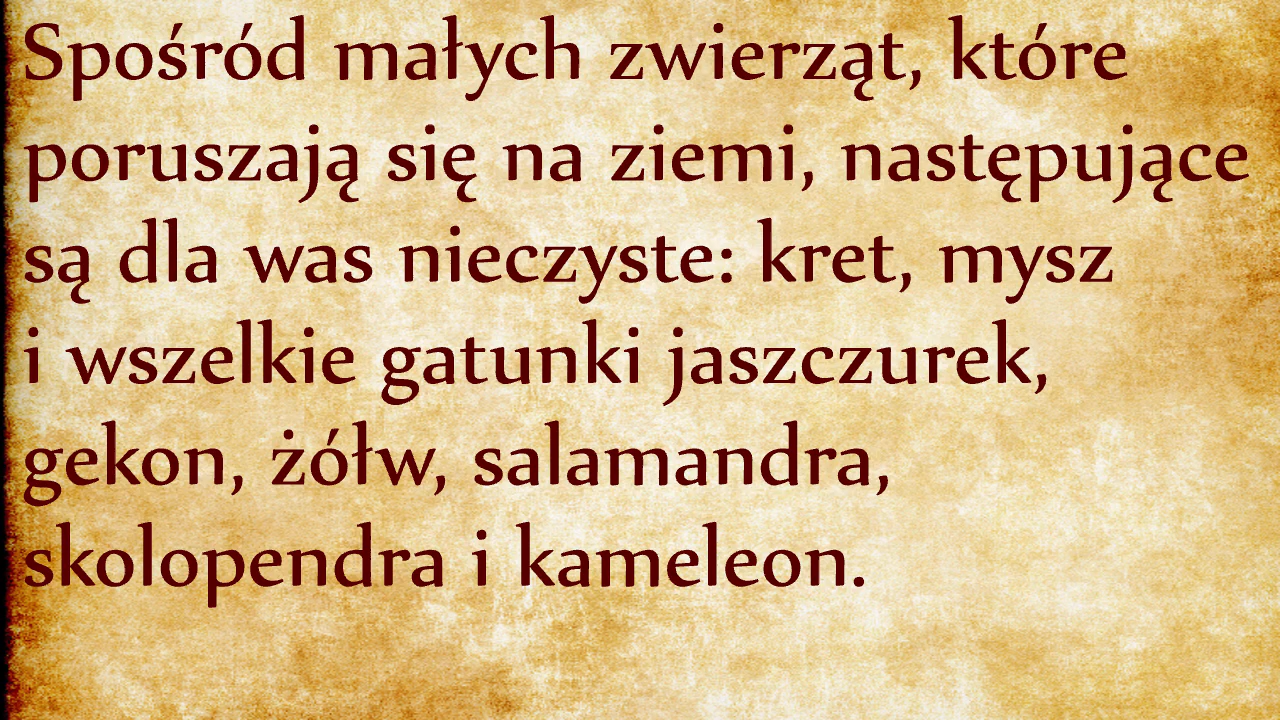 Spośród małych zwierząt, które
poruszają się na ziemi, następujące
są dla was nieczyste: kret, mysz
i wszelkie gatunki jaszczurek,
gekon, żółw, salamandra,
skolopendra i kameleon.